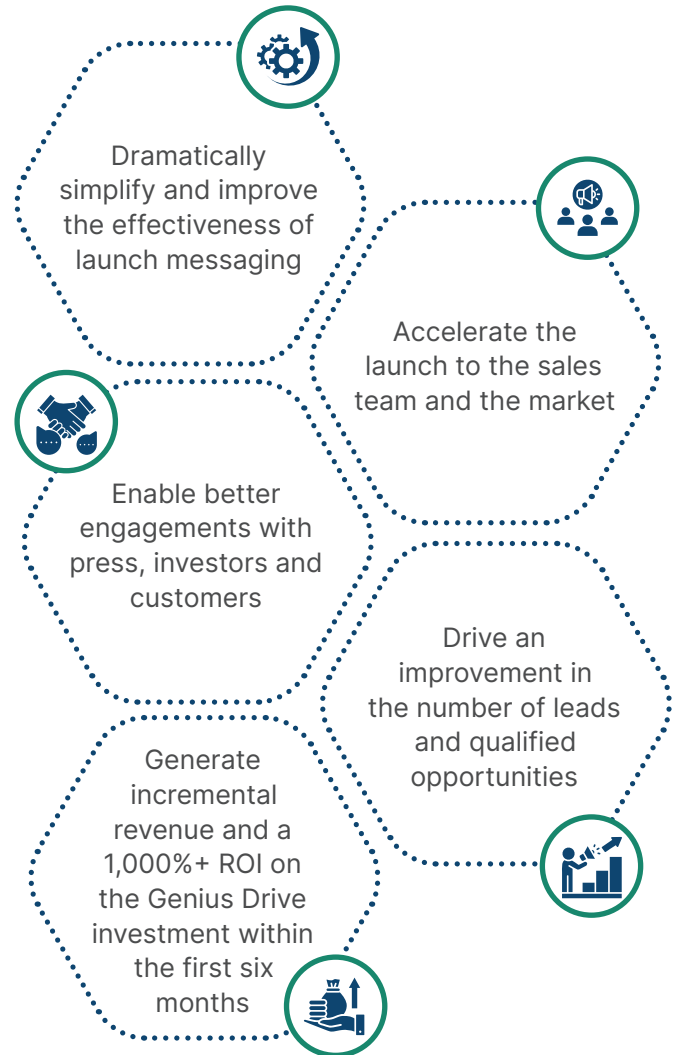 Dramatically
simplify and improve
the effectiveness of
launch messaging
Accelerate the
launch to the sales
team and the market
Enable better
engagements with
press, investors and
customers
Drive an
improvement in
the number of leads
and qualified
opportunities
Generate
incremental
revenue and a
1,000%+ ROI on
the Genius Drive
investment within
the first six
months